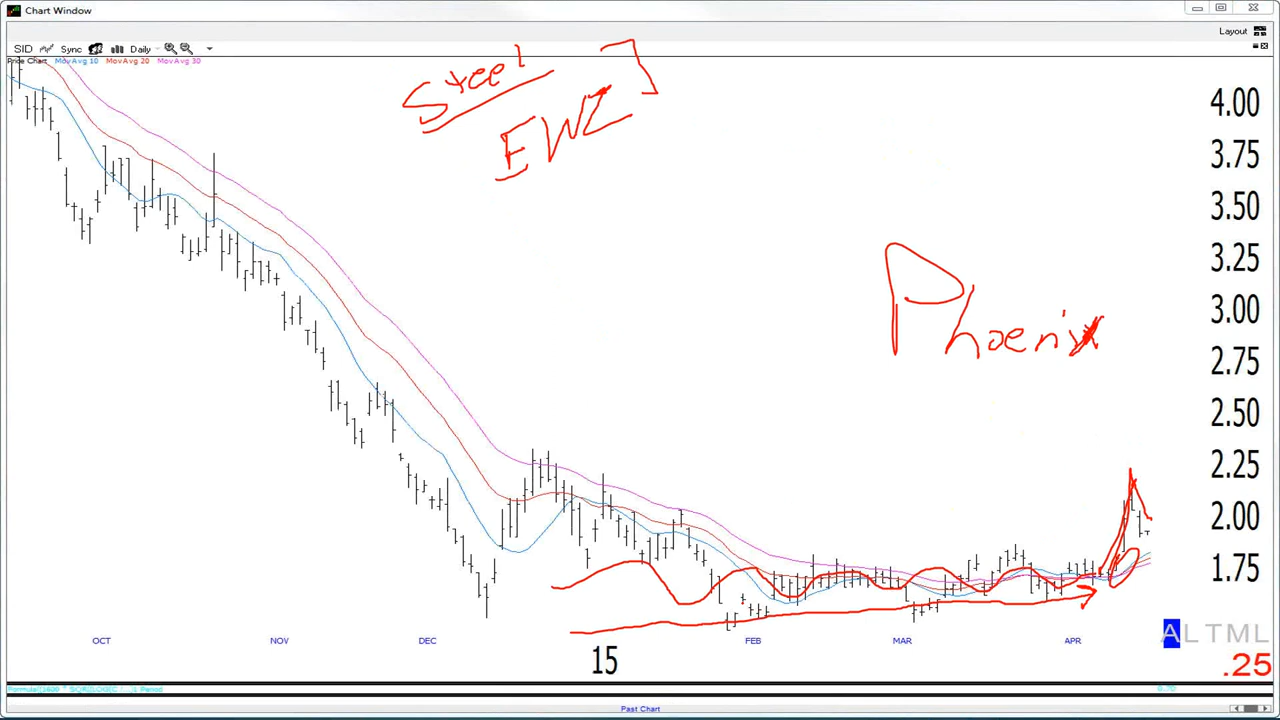 Chart Window
Layout
SID Sync Daily
Price Chart MovAvg 10 MovAvg 20 MovAvg 30
Steel
EWZ
Phoenix
4.00
3.75
3.50
3.25
3.00
2.75
2.50
2.25
2.00
1.75
OCT NOV DEC FEB MAR APR
15
ALTML
.25
Past Chart